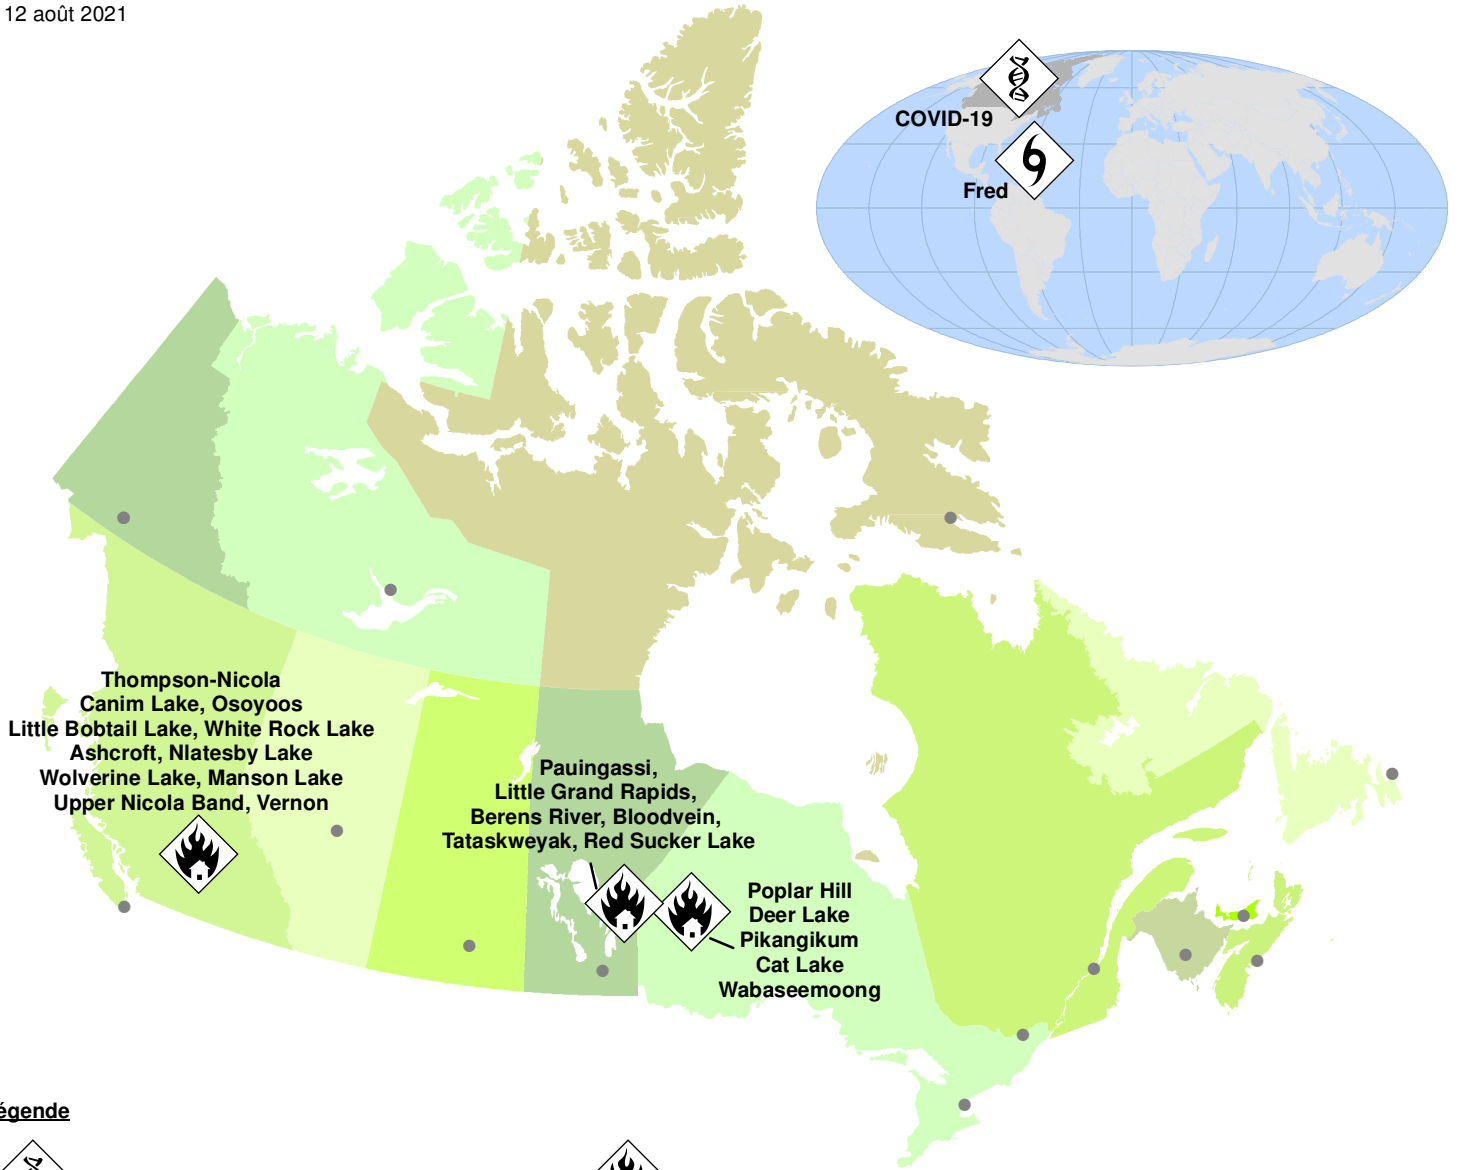 12 août 2021
COVID-19
Fred
Thompson-Nicola
Canim Lake, Osoyoos
Little Bobtail Lake, White Rock Lake
Ashcroft, Nlatesby Lake
Wolverine Lake, Manson Lake
Upper Nicola Band, Vernon
Pauingassi,
Little Grand Rapids,
Berens River, Bloodvein,
Tataskweyak, Red Sucker Lake
Poplar Hill
Deer Lake
Pikangikum
Cat Lake
Wabaseemoong
égende